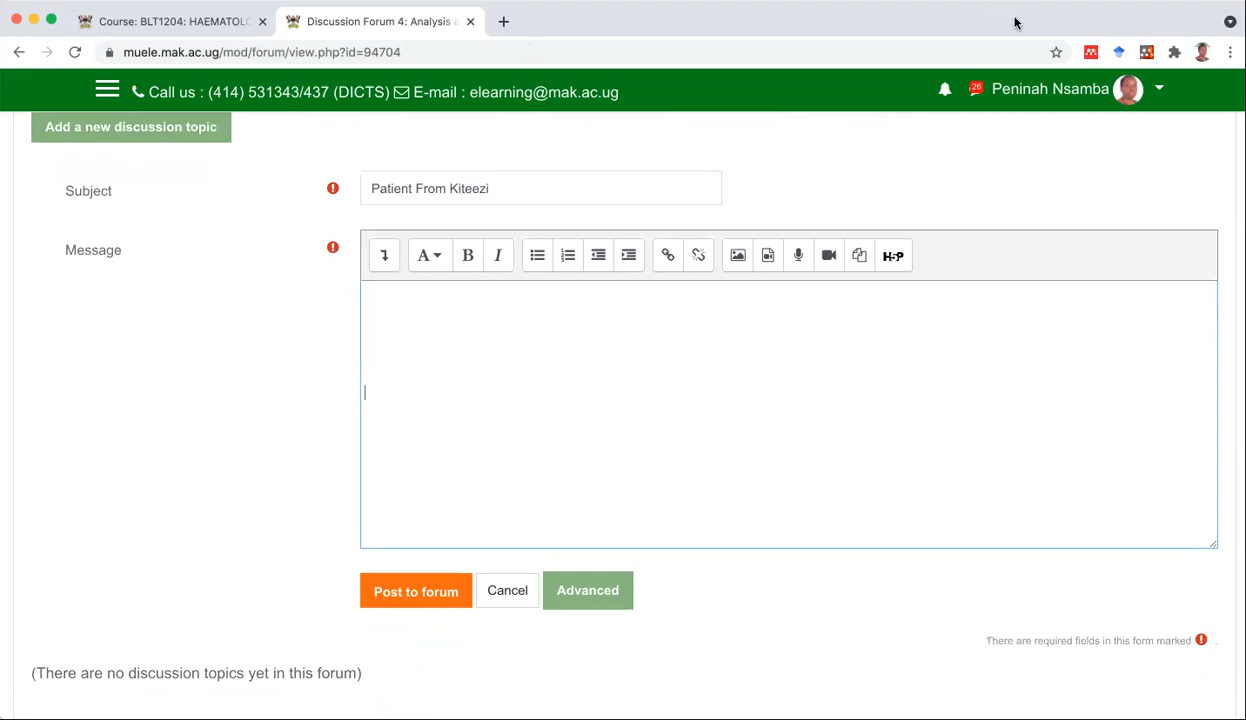 Course: BLT1204: HAEMATOLO
Discussion Forum 4: Analysis a
muele.mak.ac.ug/mod/forum/view.php?id=94704
Call us : (414) 531343/437 (DICTS) E-mail : elearning@mak.ac.ug
26
Peninah Nsamba
Add a new discussion topic
Subject
Patient From Kiteezi
Message
A B I
H5P
Post to forum
Cancel
Advanced
There are required fields in this form marked
(There are no discussion topics yet in this forum)